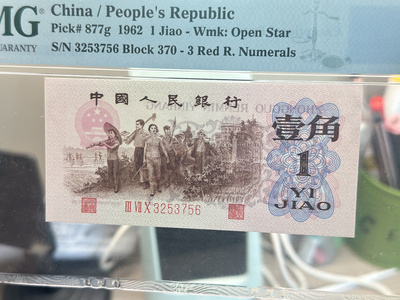 MG
GUARANTY
China / People's Republic
Pick# 877g 1962 1 Jiao - Wmk: Open Star
S/N 3253756 Block 370 - 3 Red R. Numerals
中國人民銀行
壹角
1
YI
JIAO
III VII X 3253756